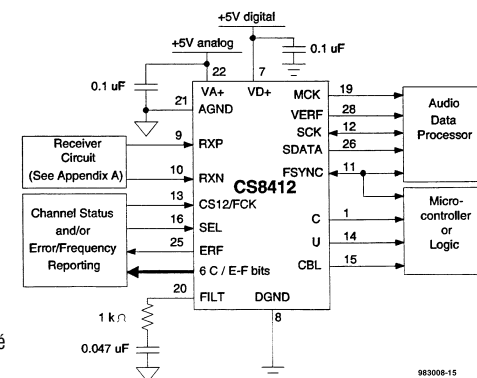 +5V digital
+5V analog
0.1 uF
0.1 uF
22
7
VA+
VD+
21
AGND
MCK
19
VERF
28
SCK
12
SDATA
26
FSYNC
11
Audio
Data
Processor
Receiver
Circuit
(See Appendix A)
9
RXP
10
RXN
CS8412
13
CS12/FCK
16
SEL
25
ERF
6 C / E-F bits
Channel Status
and/or
Error/Frequency
Reporting
C
1
U
14
CBL
15
Micro-
controller
or
Logic
20
FILT
DGND
8
1 kΩ
0.047 uF
é
983008-15